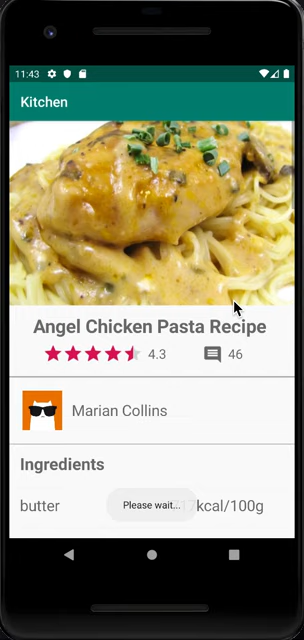 11:43
Kitchen
Angel Chicken Pasta Recipe
4.3 46
Marian Collins
Ingredients
butter Please wait... kcal/100g